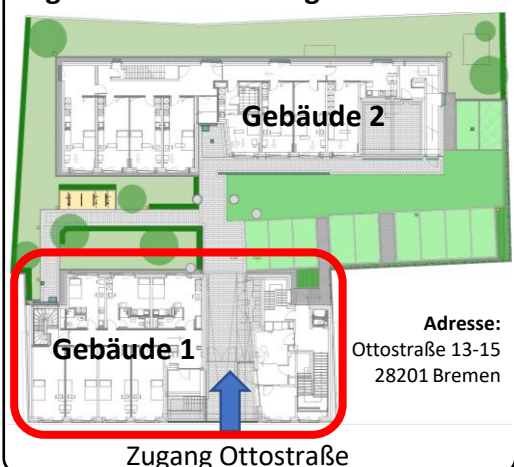 Gebäude 2
Gebäude 1
Adresse:
Ottostraße 13-15
28201 Bremen
Zugang Ottostraße